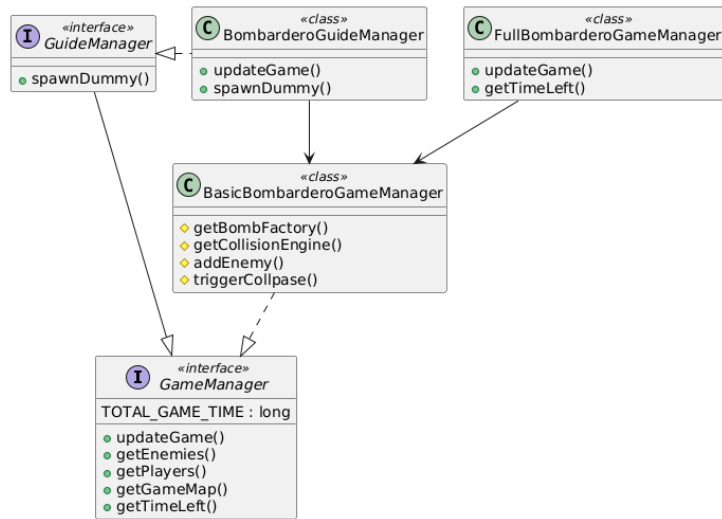 I
«interface»
GuideManager
spawnDummy()
C
«class»
BombarderoGuideManager
updateGame()
spawnDummy()
C
«class»
FullBombarderoGameManager
updateGame()
getTimeLeft()
C
«class»
BasicBombarderoGameManager
getBombFactory()
getCollisionEngine()
addEnemy()
triggerCollpase()
I
«interface»
GameManager
TOTAL_GAME_TIME : long
updateGame()
getEnemies()
getPlayers()
getGameMap()
getTimeLeft()